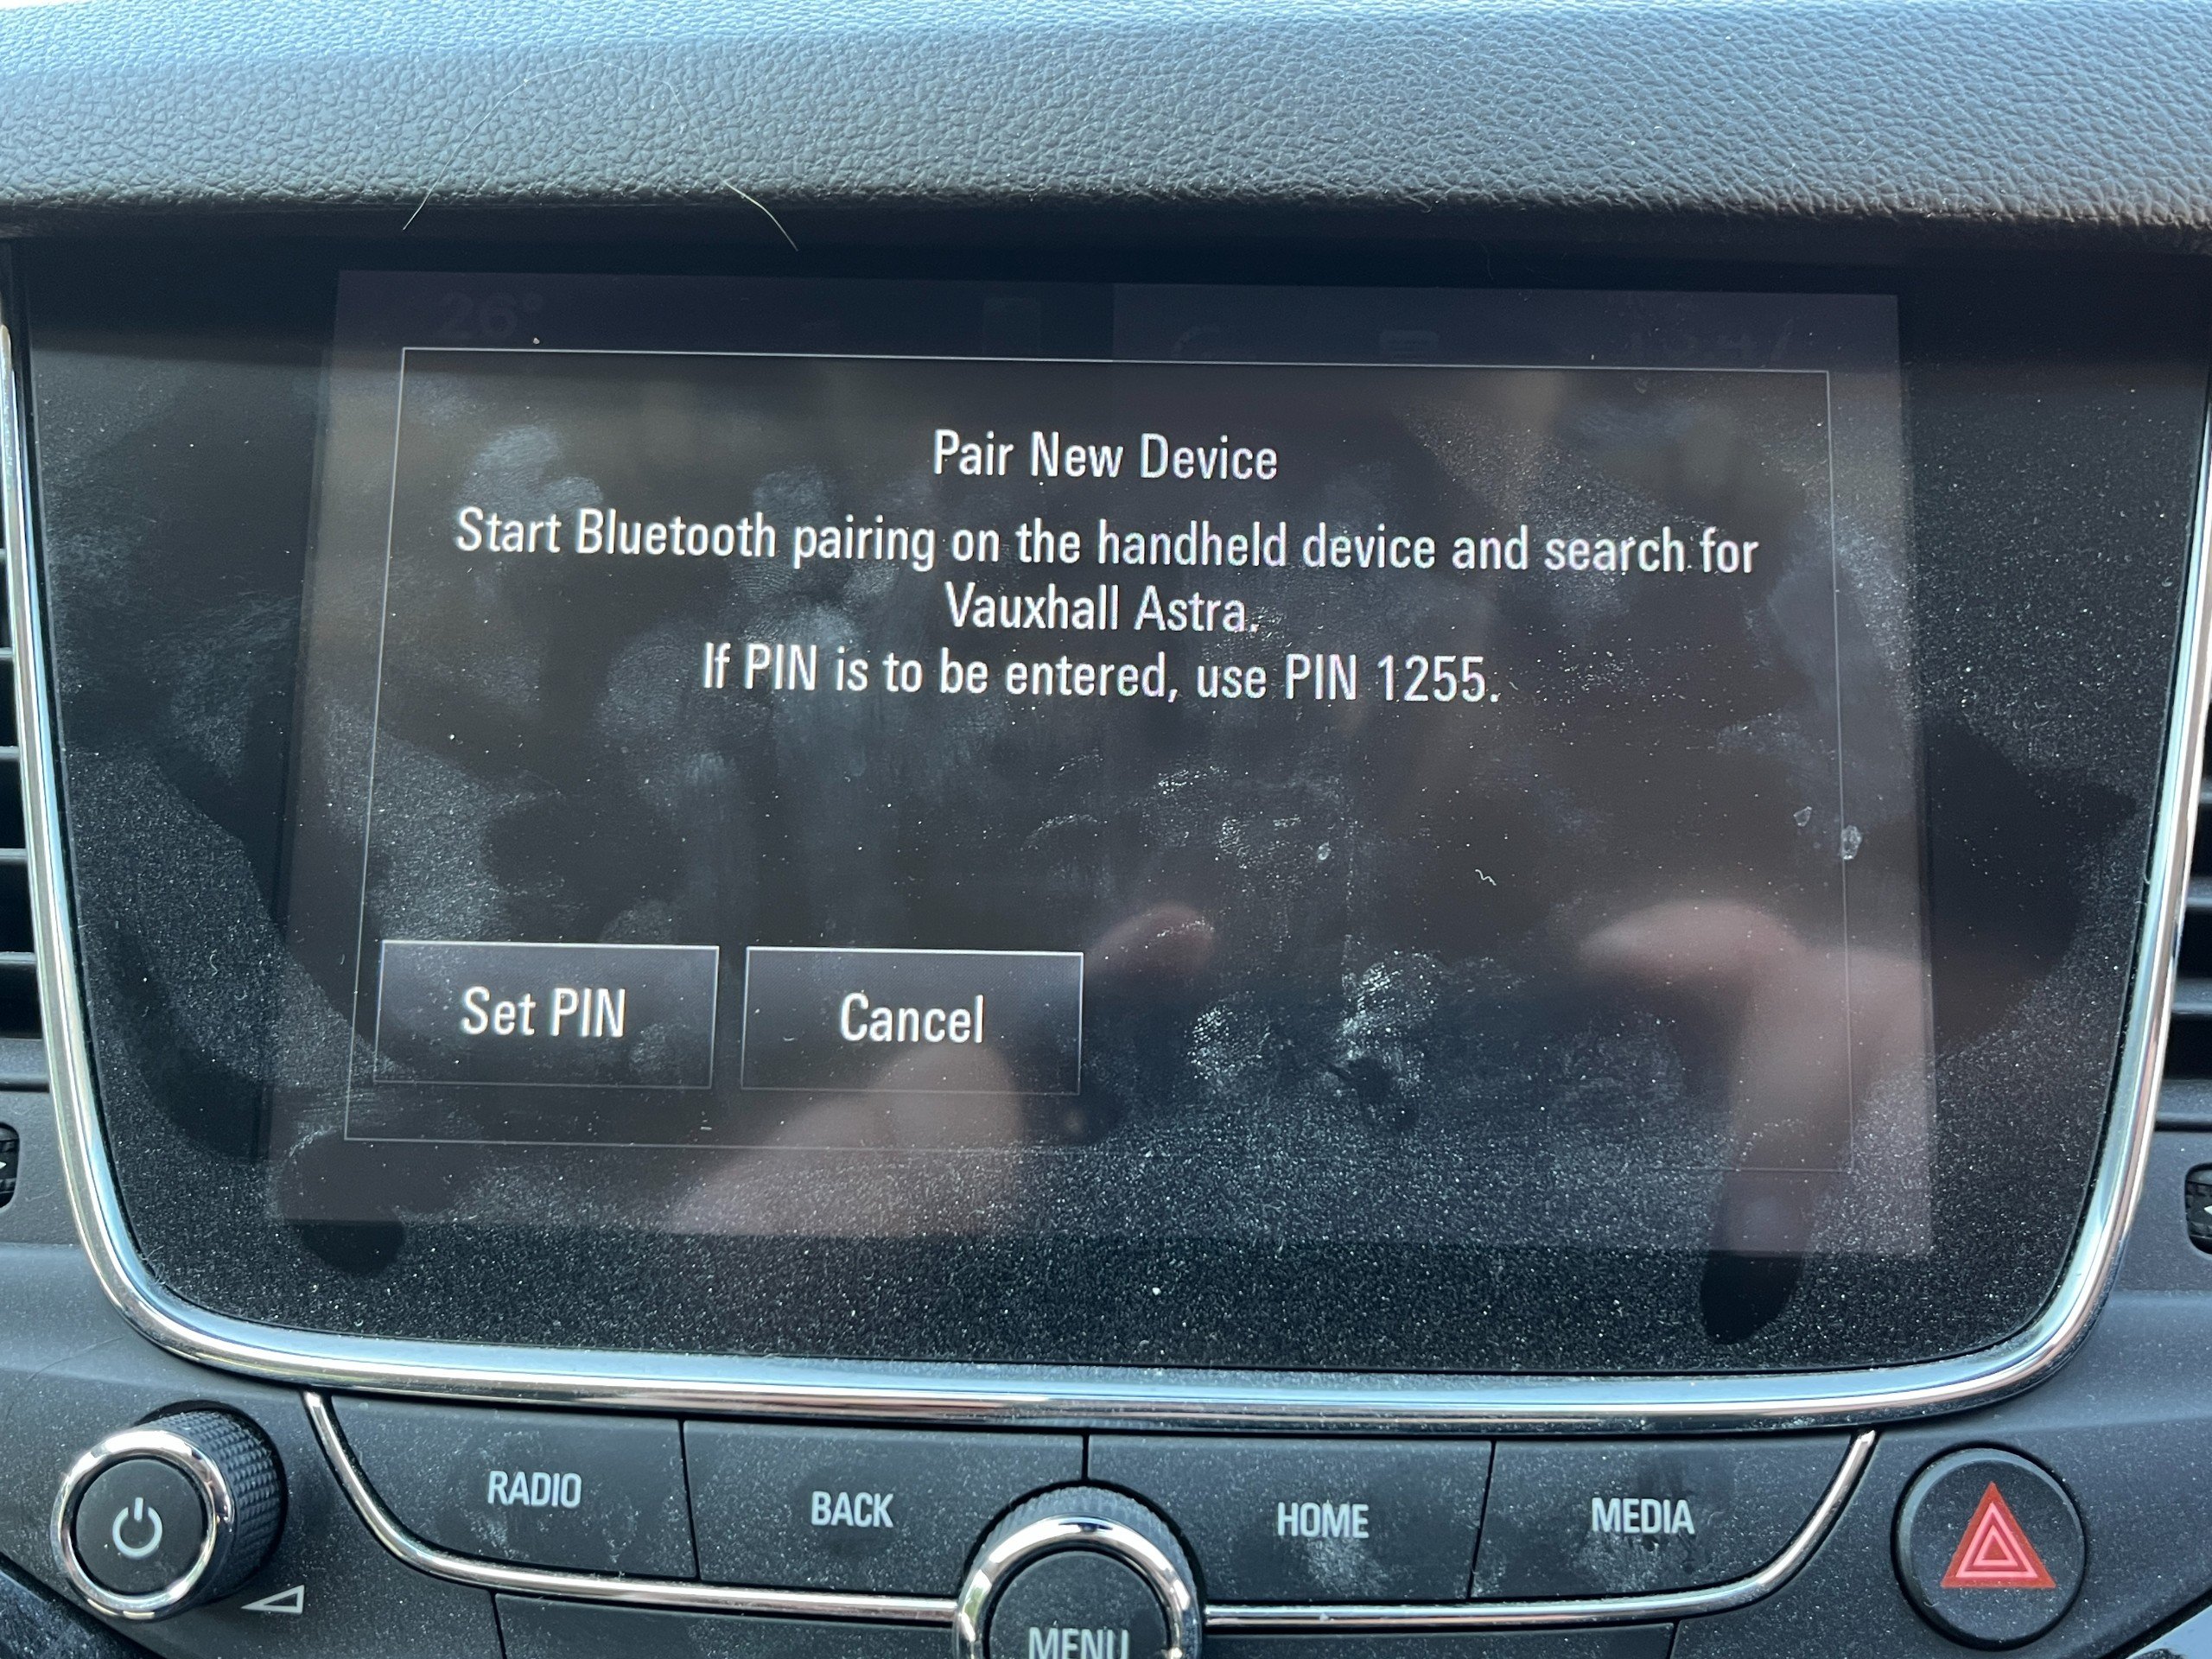 26°
Pair New Device
Start Bluetooth pairing on the handheld device and search for
Vauxhall Astra.
If PIN is to be entered, use PIN 1255.
Set PIN
Cancel
RADIO
BACK
HOME
MEDIA
MENU